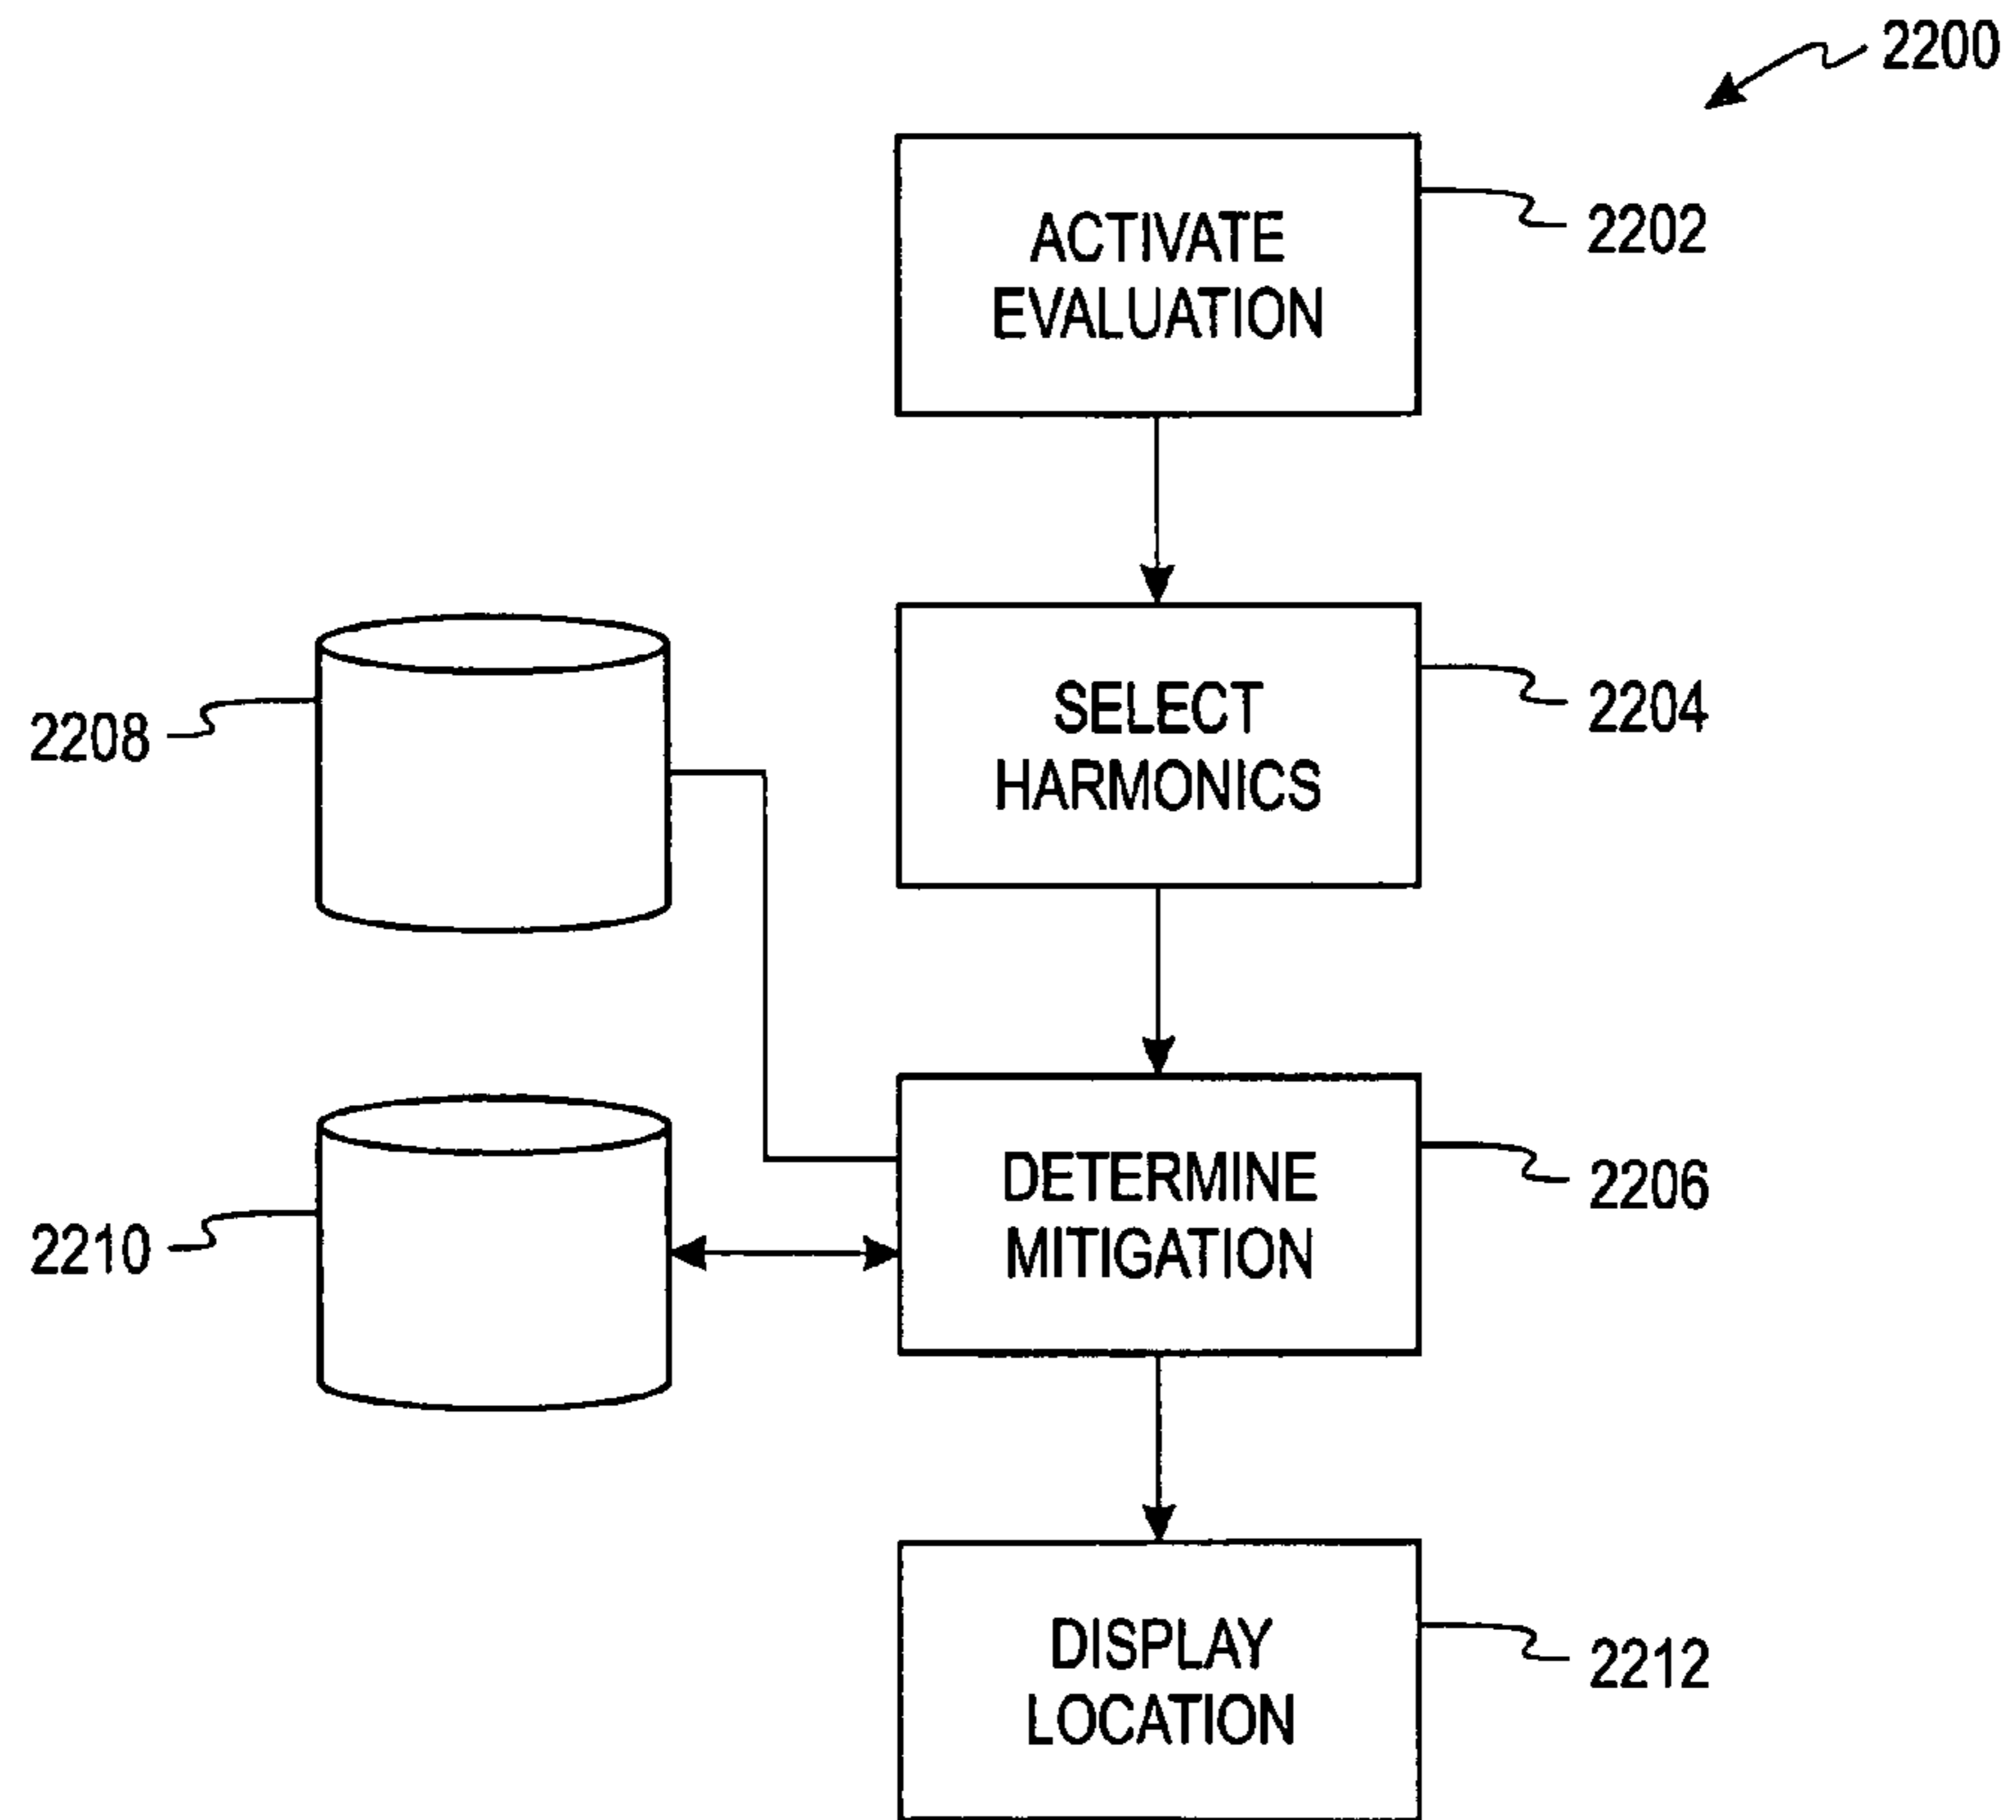 2200
ACTIVATE
EVALUATION
2202
SELECT
HARMONICS
2204
2208
DETERMINE
MITIGATION
2206
2210
DISPLAY
LOCATION
2212